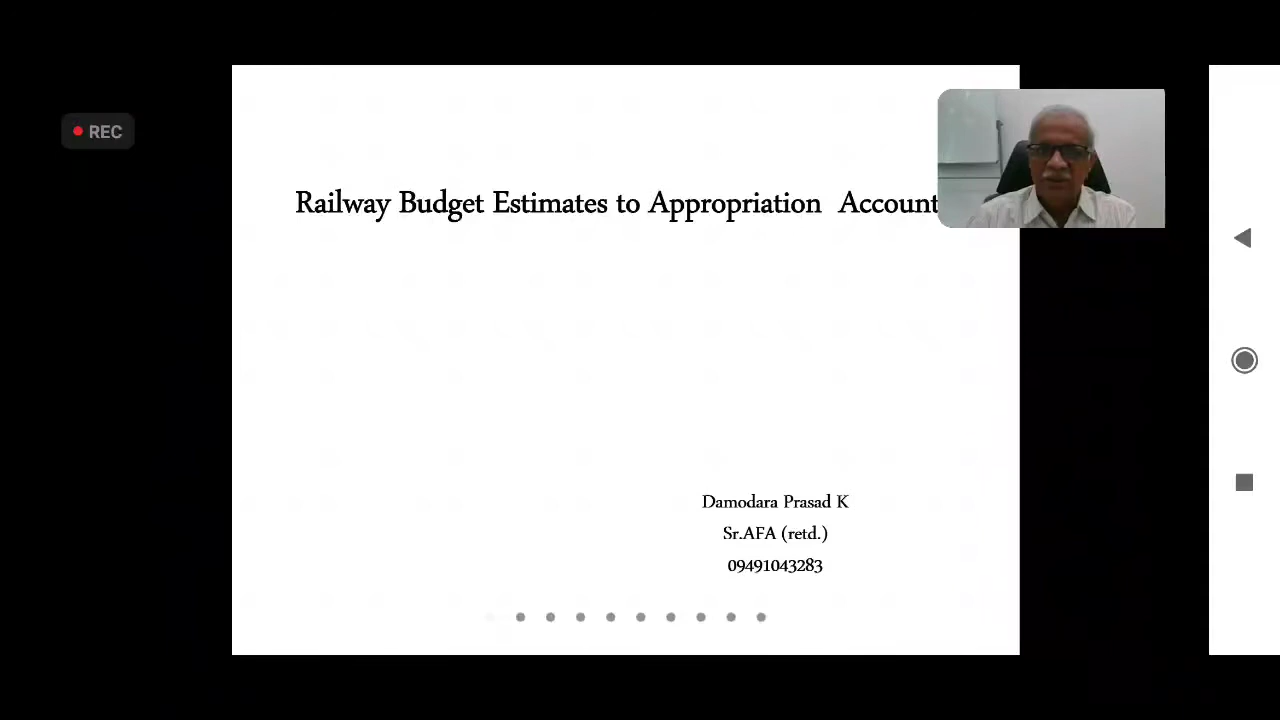 REC
Railway Budget Estimates to Appropriation Account
Damodara Prasad K
Sr.AFA (retd.)
09491043283